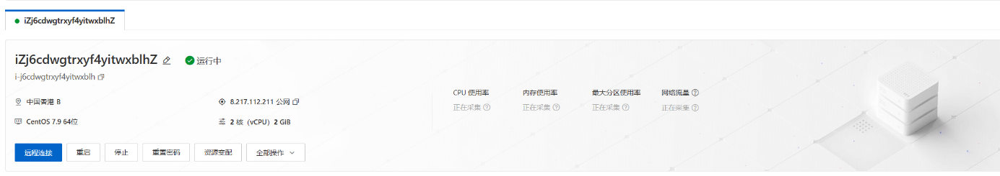 iZj6cdwgtrxyf4yitwxblhZ
iZj6cdwgtrxyf4yitwxblhZ 运行中
i-j6cdwgtrxyf4yitwxblh
中国香港 B 8.217.112.211 公网
CentOS 7.9 64位 2 核（vCPU）2 GiB
CPU 使用率 内存使用率 最大分区使用率 网络流量
正在采集 正在采集 正在采集 正在采集
远程连接 重启 停止 重置密码 资源变配 全部操作